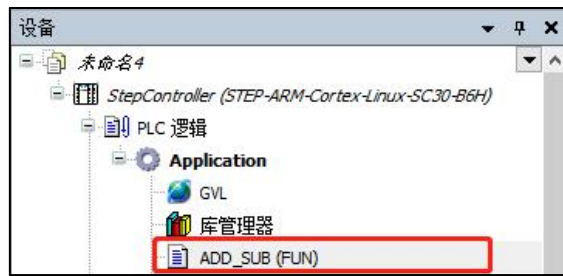 设备
未命名4
StepController (STEP-ARM-Cortex-Linux-SC30-B6H)
PLC 逻辑
Application
GVL
库管理器
ADD_SUB (FUN)